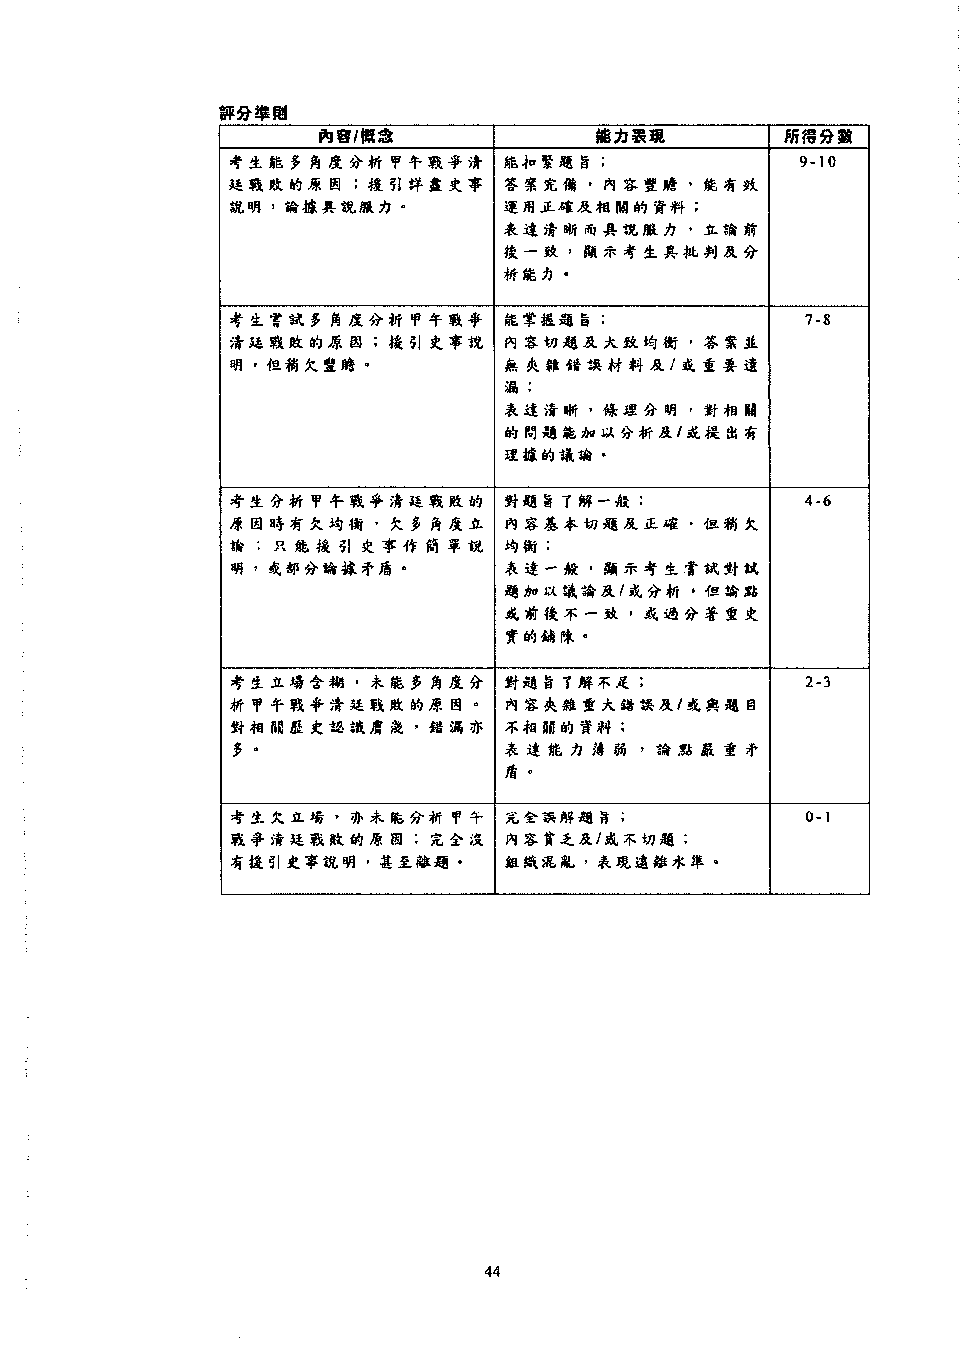 評分準則
內容/概念
能力表現
所得分數
考生能多角度分析甲午戰爭清
廷戰敗的原因；援引詳盡史事
說明，論據具說服力。
能扣緊題旨；
答案完備，內容豐贍，能有效
運用正確及相關的資料；
表達清晰而具說服力，立論前
後一致，顯示考生具批判及分
析能力。
9-10
考生嘗試多角度分析甲午戰爭
清廷戰敗的原因；援引史事說
明，但稍欠豐贍。
能掌握題旨；
內容切題及大致均衡，答案並
無夾雜錯誤材料及/或重要遺
漏；
表達清晰，條理分明，對相關
的問題能加以分析及/或提出有
理據的議論。
7-8
考生分析甲午戰爭清廷戰敗的
原因時有欠均衡，欠多角度立
論；只能援引史事作簡單說
明，或部分論據矛盾。
對題旨了解一般；
內容基本切題及正確，但稍欠
均衡；
表達一般，顯示考生嘗試對試
題加以議論及/或分析，但論點
或前後不一致，或過分著重史
實的鋪陳。
4-6
考生立場含糊，未能多角度分
析甲午戰爭清廷戰敗的原因。
對相關歷史認識膚淺，錯漏亦
多。
對題旨了解不足；
內容夾雜重大錯誤及/或與題目
不相關的資料；
表達能力薄弱，論點嚴重矛
盾。
2-3
考生欠立場，亦未能分析甲午
戰爭清廷戰敗的原因；完全沒
有援引史事說明，甚至離題。
完全誤解題旨；
內容貧乏及/或不切題；
組織混亂，表現遠離水準。
0-1
44